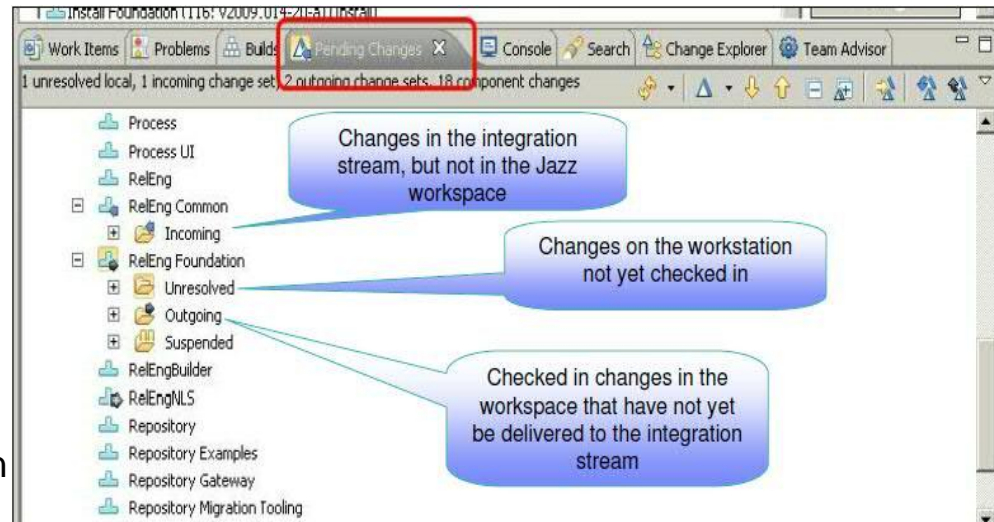 Install Foundation (116: V2009.014-20-a) (Install)
Work Items Problems Builds Pending Changes Console Search Change Explorer Team Advisor
1 unresolved local, 1 incoming change set, 2 outgoing change sets, 18 component changes
Process
Process UI
RelEng
RelEng Common
Incoming
RelEng Foundation
Unresolved
Outgoing
Suspended
RelEngBuilder
RelEngNLS
Repository
Repository Examples
Repository Gateway
Repository Migration Tooling
Changes in the integration
stream, but not in the Jazz
workspace
Changes on the workstation
not yet checked in
Checked in changes in the
workspace that have not yet
be delivered to the integration
stream
n